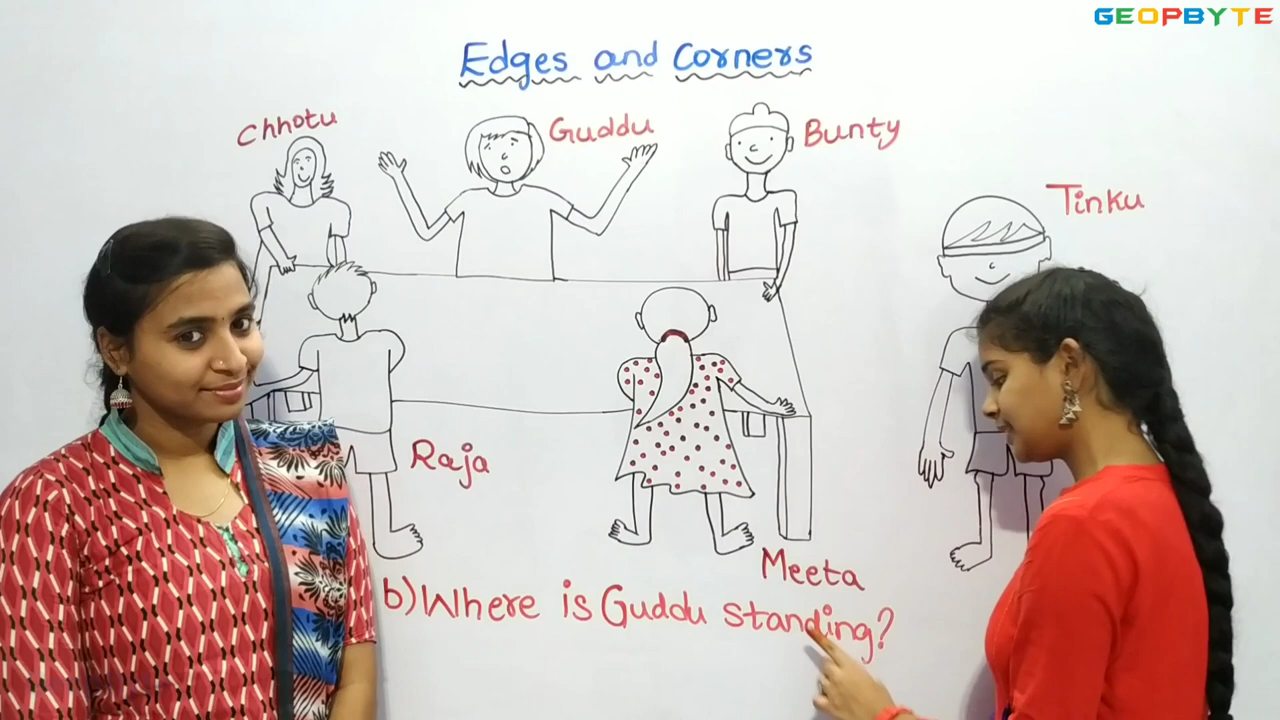 GEOPBYTE
Edges and Corners
Chhotu
Guddu
Bunty
Tinku
Raja
Meeta
b) Where is Guddu standing?